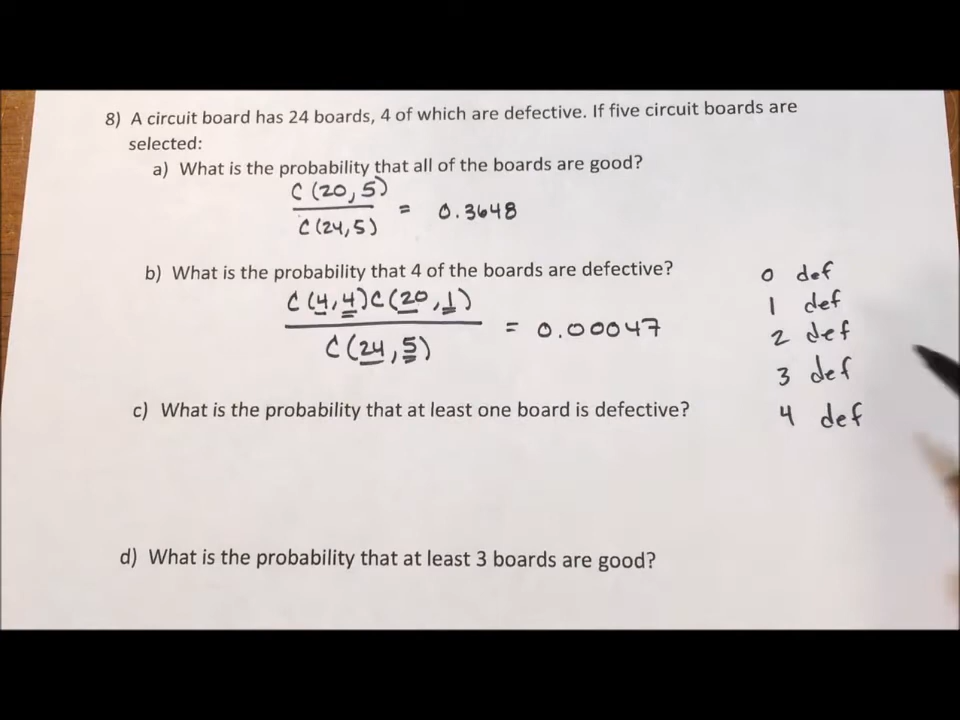 8) A circuit board has 24 boards, 4 of which are defective. If five circuit boards are
selected:
a) What is the probability that all of the boards are good?
C(20,5)
C(24,5)
= 0.3648
b) What is the probability that 4 of the boards are defective?
C(4,4)C(20,1)
C(24,5)
= 0.00047
0 def
1 def
2 def
3 def
4 def
c) What is the probability that at least one board is defective?
d) What is the probability that at least 3 boards are good?